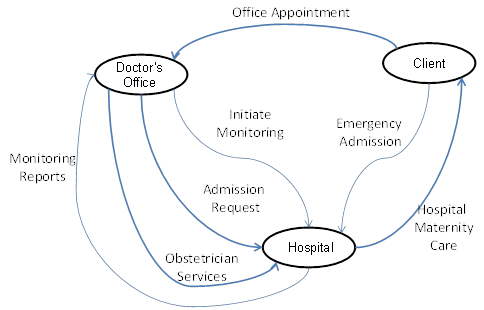 Office Appointment
Doctor's
Office
Client
Initiate
Monitoring
Emergency
Admission
Monitoring
Reports
Admission
Request
Hospital
Maternity
Care
Hospital
Obstetrician
Services